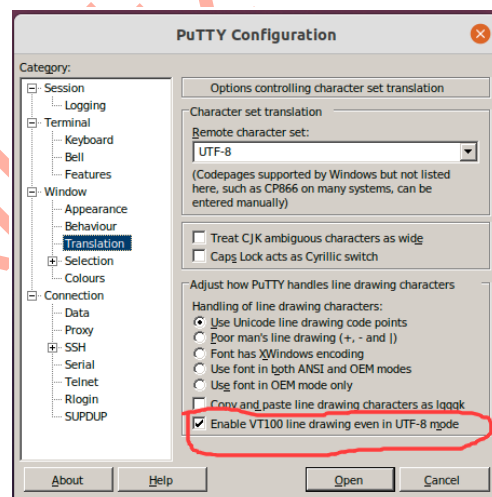 PuTTY Configuration
Category:
Session
Logging
Terminal
Keyboard
Bell
Features
Window
Appearance
Behaviour
Translation
Selection
Colours
Connection
Data
Proxy
SSH
Serial
Telnet
Rlogin
SUPDUP
Options controlling character set translation
Character set translation
Remote character set:
UTF-8
(Codepages supported by Windows but not listed
here, such as CP866 on many systems, can be
entered manually)
Treat CJK ambiguous characters as wide
Caps Lock acts as Cyrillic switch
Adjust how PuTTY handles line drawing characters
Handling of line drawing characters:
Use Unicode line drawing code points
Poor man's line drawing (+, - and |)
Font has XWindows encoding
Use font in both ANSI and OEM modes
Use font in OEM mode only
Copy and paste line drawing characters as lqqqk
Enable VT100 line drawing even in UTF-8 mode
About
Help
Open
Cancel